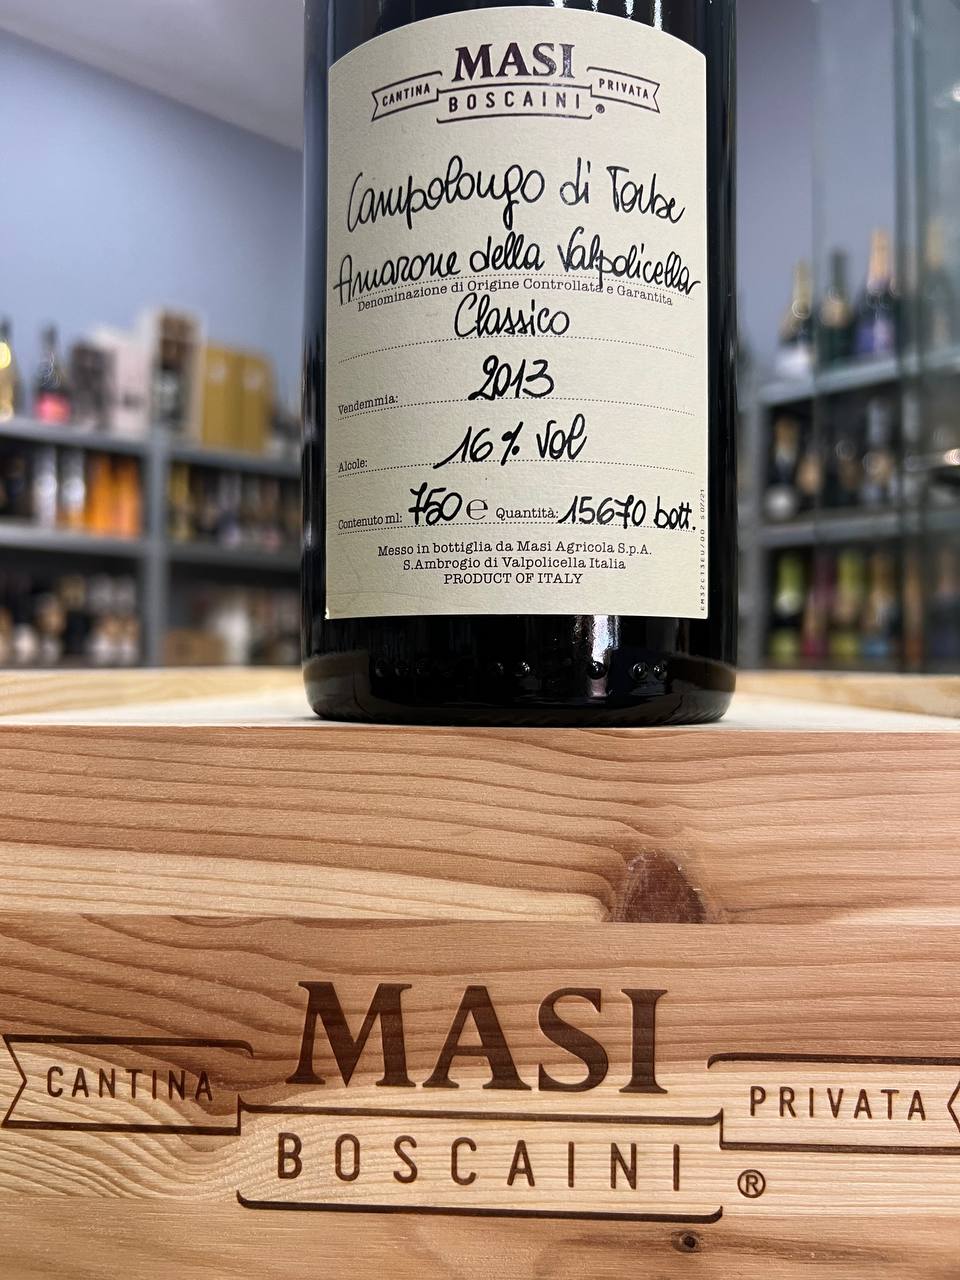 MASI
CANTINA PRIVATA
BOSCAINI ®
Campolongo di Torbe
Amarone della Valpolicella
Denominazione di Origine Controllata e Garantita
Classico
Vendemmia: 2013
Alcole: 16% vol
Contenuto ml: 750 e Quantità: 15670 bott.
Messo in bottiglia da Masi Agricola S.p.A.
S.Ambrogio di Valpolicella Italia
PRODUCT OF ITALY
MASI
CANTINA PRIVATA
BOSCAINI ®